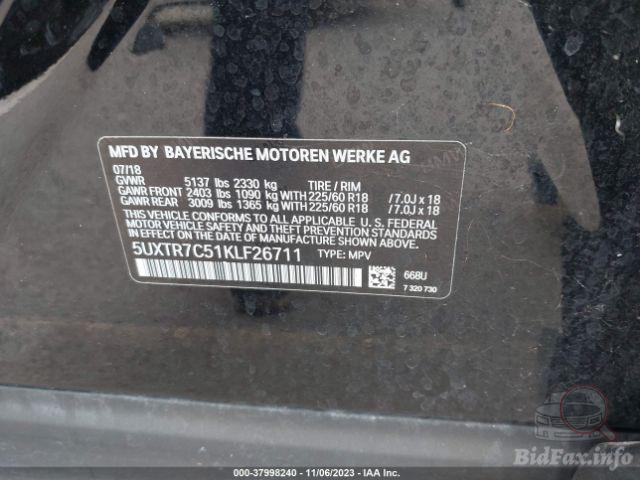 MFD BY BAYERISCHE MOTOREN WERKE AG
07/18
GVWR 5137 lbs 2330 kg TIRE / RIM
GAWR FRONT 2403 lbs 1090 kg WITH 225/60 R18 / 7.0J x 18
GAWR REAR 3009 lbs 1365 kg WITH 225/60 R18 / 7.0J x 18
THIS VEHICLE CONFORMS TO ALL APPLICABLE U. S. FEDERAL
MOTOR VEHICLE SAFETY AND THEFT PREVENTION STANDARDS
IN EFFECT ON THE DATE OF MANUFACTURE SHOWN ABOVE.
5UXTR7C51KLF26711 TYPE: MPV
668U
7 320 730
BidFax.info
000-37998240 - 11/06/2023 - IAA Inc.